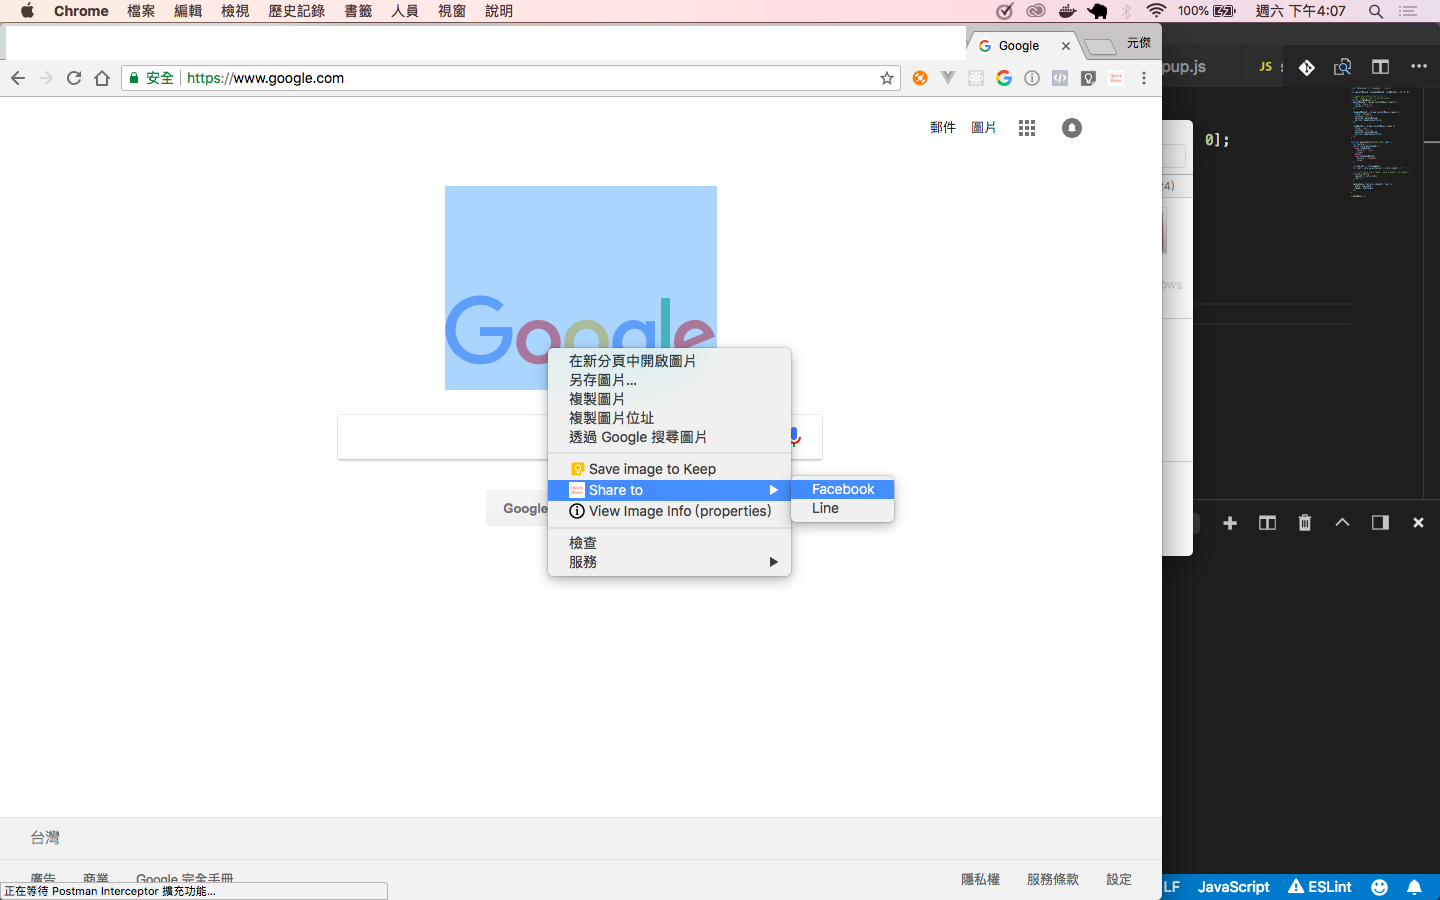 Chrome 檔案 編輯 檢視 歷史記錄 書籤 人員 視窗 說明 100% 週六 下午4:07
Google 元傑
安全 https://www.google.com
郵件 圖片
Google
在新分頁中開啟圖片
另存圖片...
複製圖片
複製圖片位址
透過 Google 搜尋圖片
Save image to Keep
Share to
View Image Info (properties)
檢查
服務
Facebook
Line
Google
台灣
廣告 商業 Google 完全手冊 隱私權 服務條款 設定
正在等待 Postman Interceptor 擴充功能...
pup.js JS
0];
24)
ows
LF JavaScript ESLint